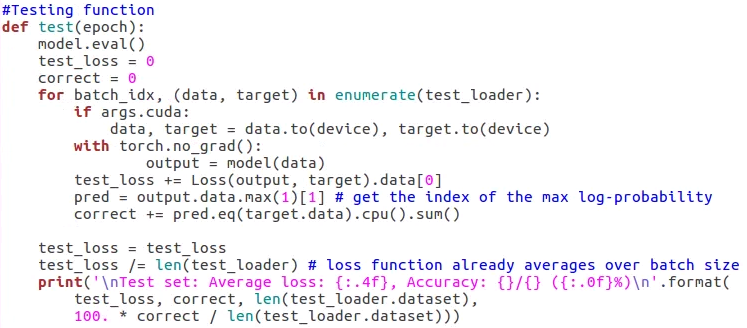 #Testing function
def test(epoch):
    model.eval()
    test_loss = 0
    correct = 0
    for batch_idx, (data, target) in enumerate(test_loader):
        if args.cuda:
            data, target = data.to(device), target.to(device)
        with torch.no_grad():
                output = model(data)
        test_loss += Loss(output, target).data[0]
        pred = output.data.max(1)[1] # get the index of the max log-probability
        correct += pred.eq(target.data).cpu().sum()

    test_loss = test_loss
    test_loss /= len(test_loader) # loss function already averages over batch size
    print('\nTest set: Average loss: {:.4f}, Accuracy: {}/{} ({:.0f}%)\n'.format(
        test_loss, correct, len(test_loader.dataset),
        100. * correct / len(test_loader.dataset)))